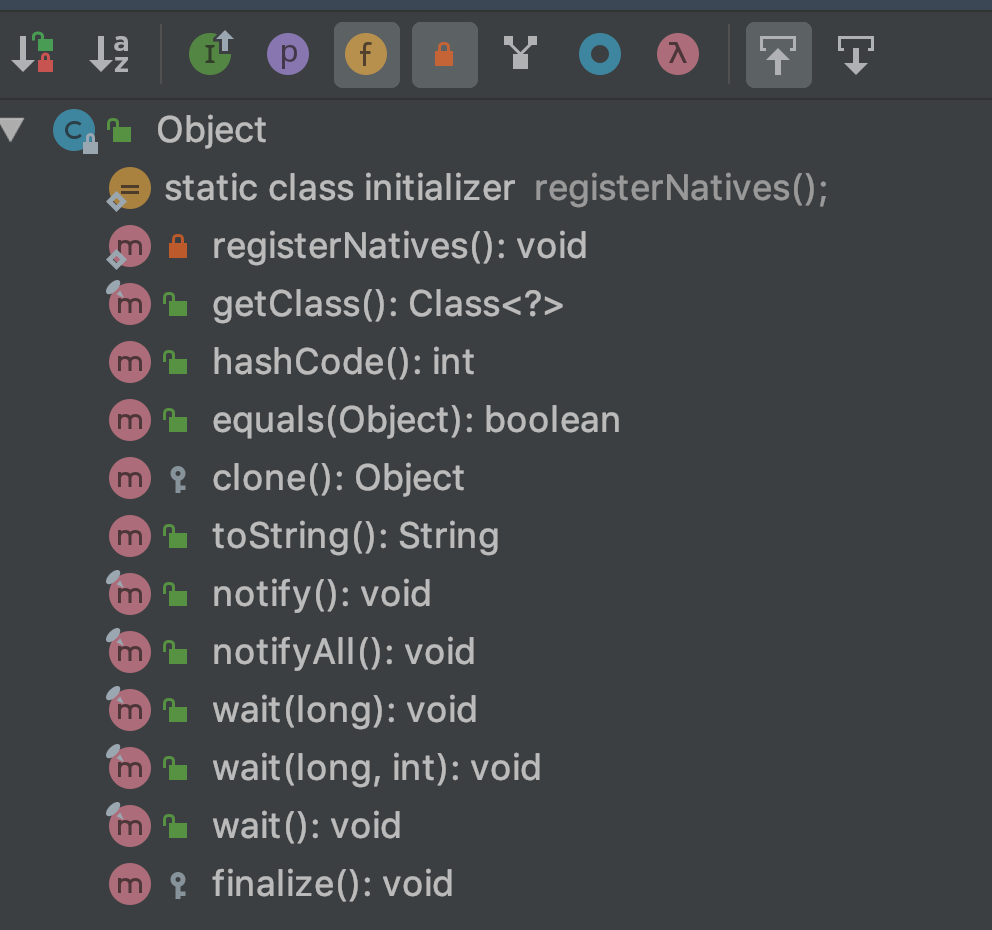 a
z
I p f λ
C Object
static class initializer registerNatives();
m registerNatives(): void
m getClass(): Class<?>
m hashCode(): int
m equals(Object): boolean
m clone(): Object
m toString(): String
m notify(): void
m notifyAll(): void
m wait(long): void
m wait(long, int): void
m wait(): void
m finalize(): void